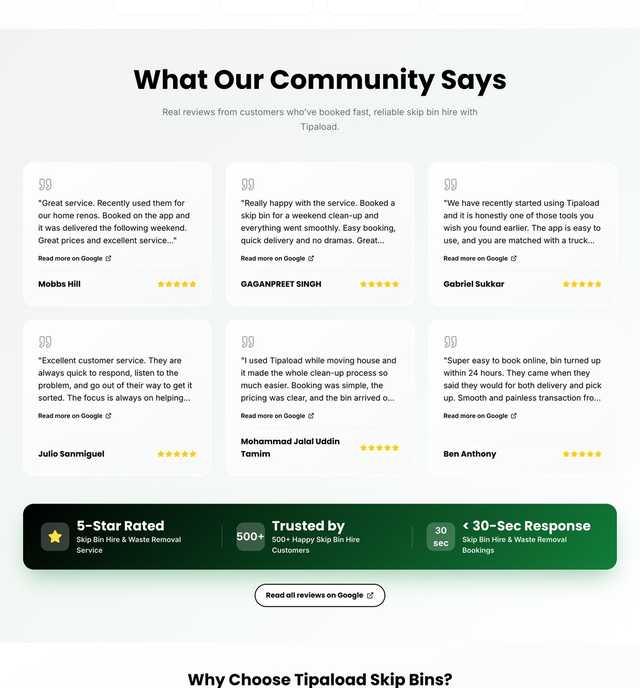 What Our Community Says
Real reviews from customers who've booked fast, reliable skip bin hire with
Tipaload.
"Great service. Recently used them for
our home renos. Booked on the app and
it was delivered the following weekend.
Great prices and excellent service..."
Read more on Google
Mobbs Hill
"Really happy with the service. Booked a
skip bin for a weekend clean-up and
everything went smoothly. Easy booking,
quick delivery and no dramas. Great...
Read more on Google
GAGANPREET SINGH
"We have recently started using Tipaload
and it is honestly one of those tools you
wish you found earlier. The app is easy to
use, and you are matched with a truck...
Read more on Google
Gabriel Sukkar
"Excellent customer service. They are
always quick to respond, listen to the
problem, and go out of their way to get it
sorted. The focus is always on helping...
Read more on Google
Julio Sanmiguel
"I used Tipaload while moving house and
it made the whole clean-up process so
much easier. Booking was simple, the
pricing was clear, and the bin arrived o...
Read more on Google
Mohammad Jalal Uddin
Tamim
"Super easy to book online, bin turned up
within 24 hours. They came when they
said they would for both delivery and pick
up. Smooth and painless transaction fro...
Read more on Google
Ben Anthony
5-Star Rated
Skip Bin Hire & Waste Removal
Service
500+
Trusted by
500+ Happy Skip Bin Hire
Customers
30
sec
< 30-Sec Response
Skip Bin Hire & Waste Removal
Bookings
Read all reviews on Google
Why Choose Tipaload Skip Bins?